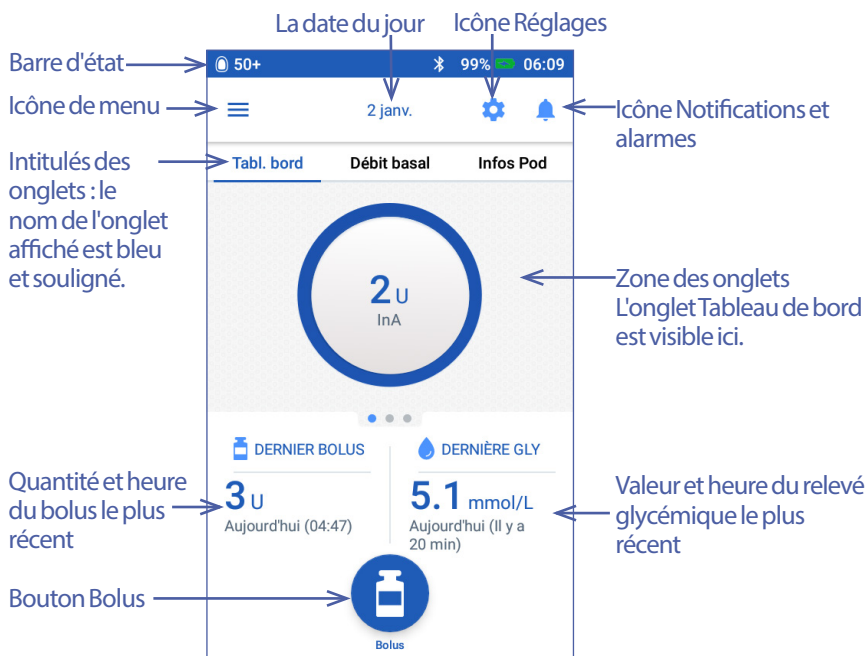 La date du jour
Icône Réglages
Barre d'état
50+
99%
06:09
Icône de menu
2 janv.
Icône Notifications et
alarmes
Intitulés des
onglets : le
nom de l'onglet
affiché est bleu
et souligné.
Tabl. bord
Débit basal
Infos Pod
2 U
InA
Zone des onglets
L'onglet Tableau de bord
est visible ici.
DERNIER BOLUS
DERNIÈRE GLY
Quantité et heure
du bolus le plus
récent
3 U
Aujourd'hui (04:47)
5.1 mmol/L
Aujourd'hui (Il y a
20 min)
Valeur et heure du relevé
glycémique le plus
récent
Bouton Bolus
Bolus